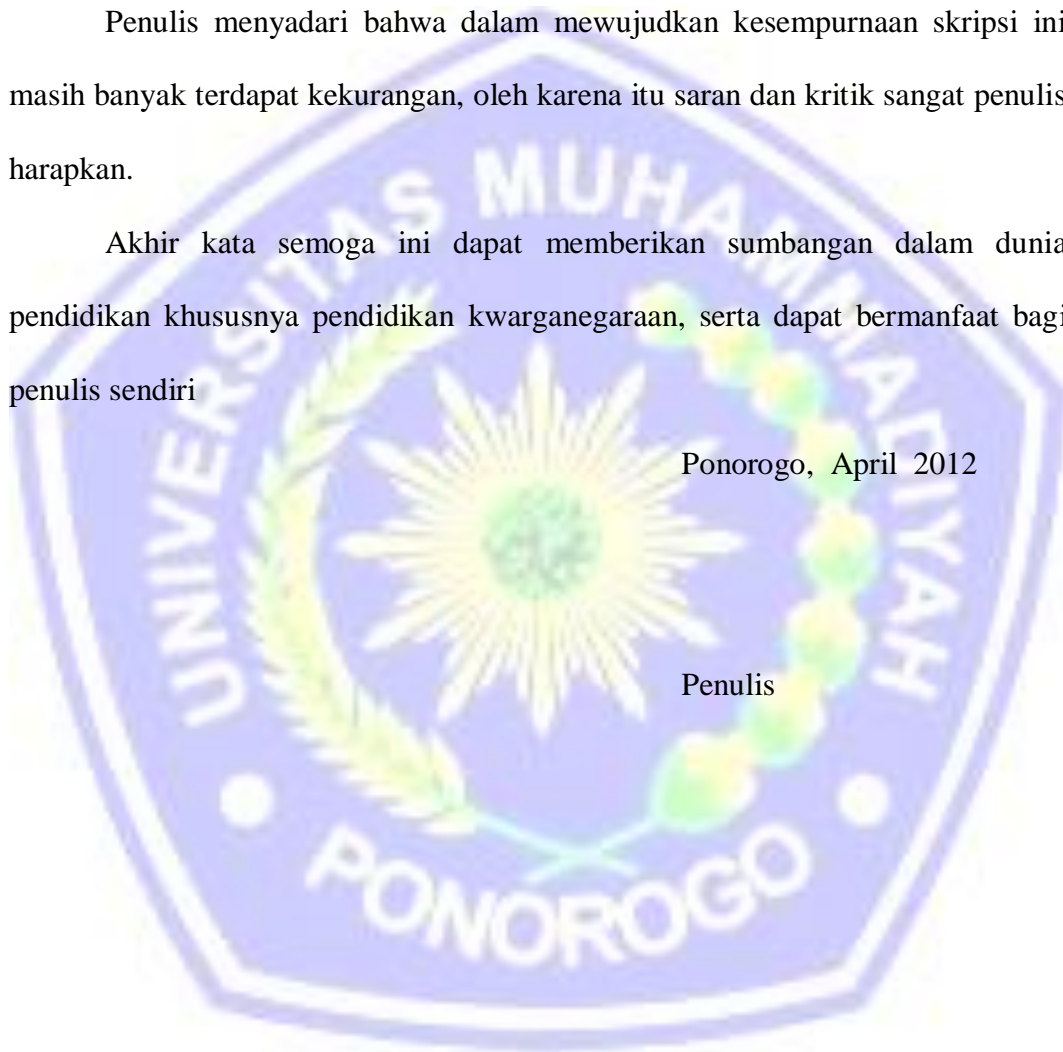 Penulis menyadari bahwa dalam mewujudkan kesempurnaan skripsi ini
masih banyak terdapat kekurangan, oleh karena itu saran dan kritik sangat penulis
harapkan.
Akhir kata semoga ini dapat memberikan sumbangan dalam dunia
pendidikan khususnya pendidikan kwarganegaraan, serta dapat bermanfaat bagi
penulis sendiri
Ponorogo, April 2012
Penulis
UNIVERSITAS MUHAMMADIYAH
PONOROGO